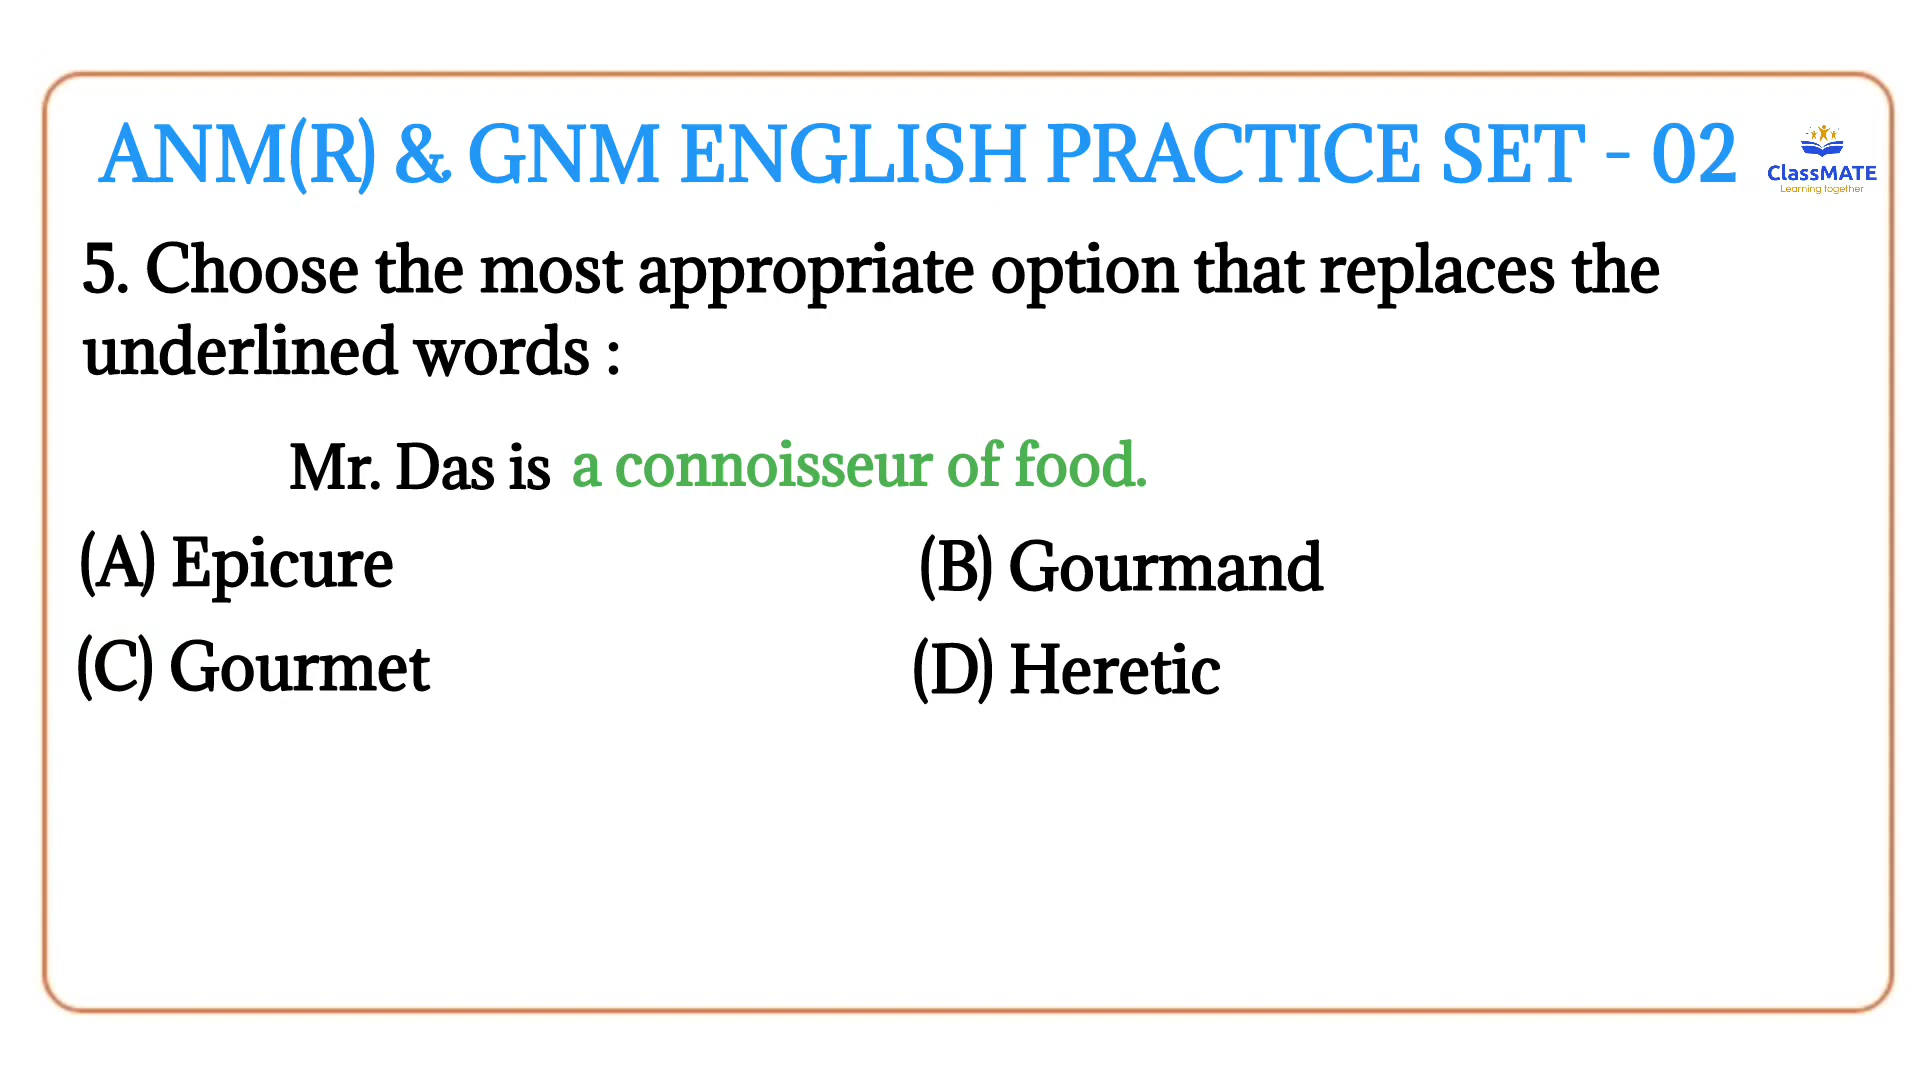 ANM(R) & GNM ENGLISH PRACTICE SET - 02
ClassMATE
Learning together
5. Choose the most appropriate option that replaces the
underlined words :
Mr. Das is a connoisseur of food.
(A) Epicure
(B) Gourmand
(C) Gourmet
(D) Heretic